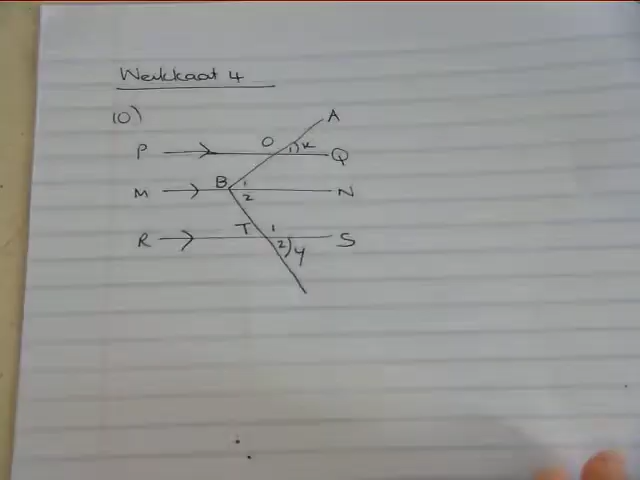 Werkkaart 4
10)
A
P O 1 x Q
M B 1 N
2
R T 1 S
2 y